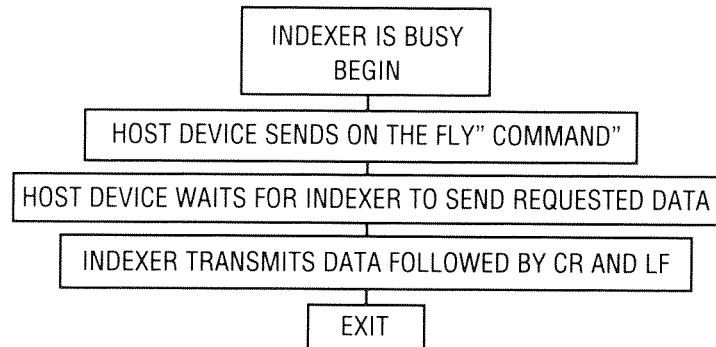 INDEXER IS BUSY
BEGIN
HOST DEVICE SENDS ON THE FLY” COMMAND”
HOST DEVICE WAITS FOR INDEXER TO SEND REQUESTED DATA
INDEXER TRANSMITS DATA FOLLOWED BY CR AND LF
EXIT